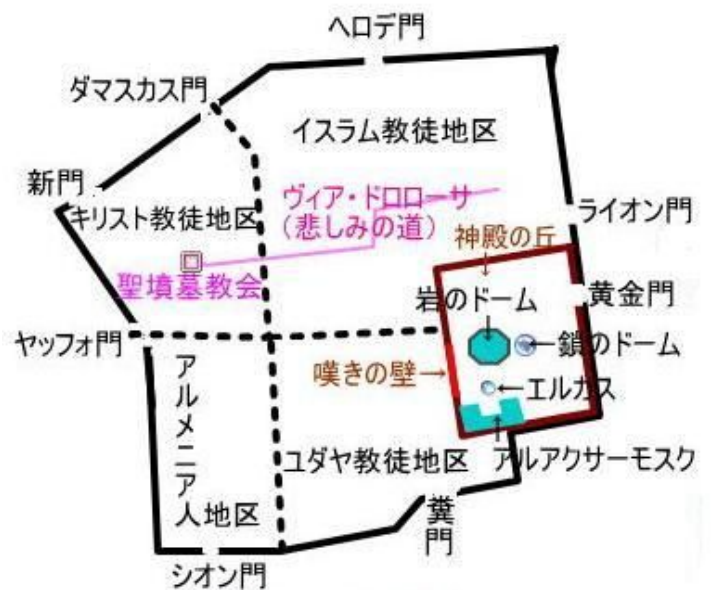 ヘロデ門
ダマスカス門
イスラム教徒地区
新門
ヴィア・ドロローサ
(悲しみの道)
キリスト教徒地区
ライオン門
神殿の丘
聖墳墓教会
岩のドーム
黄金門
ヤッフォ門
鎖のドーム
嘆きの壁→
←エルカス
アルメニア人地区
ユダヤ教徒地区
アルアクサーモスク
糞門
シオン門